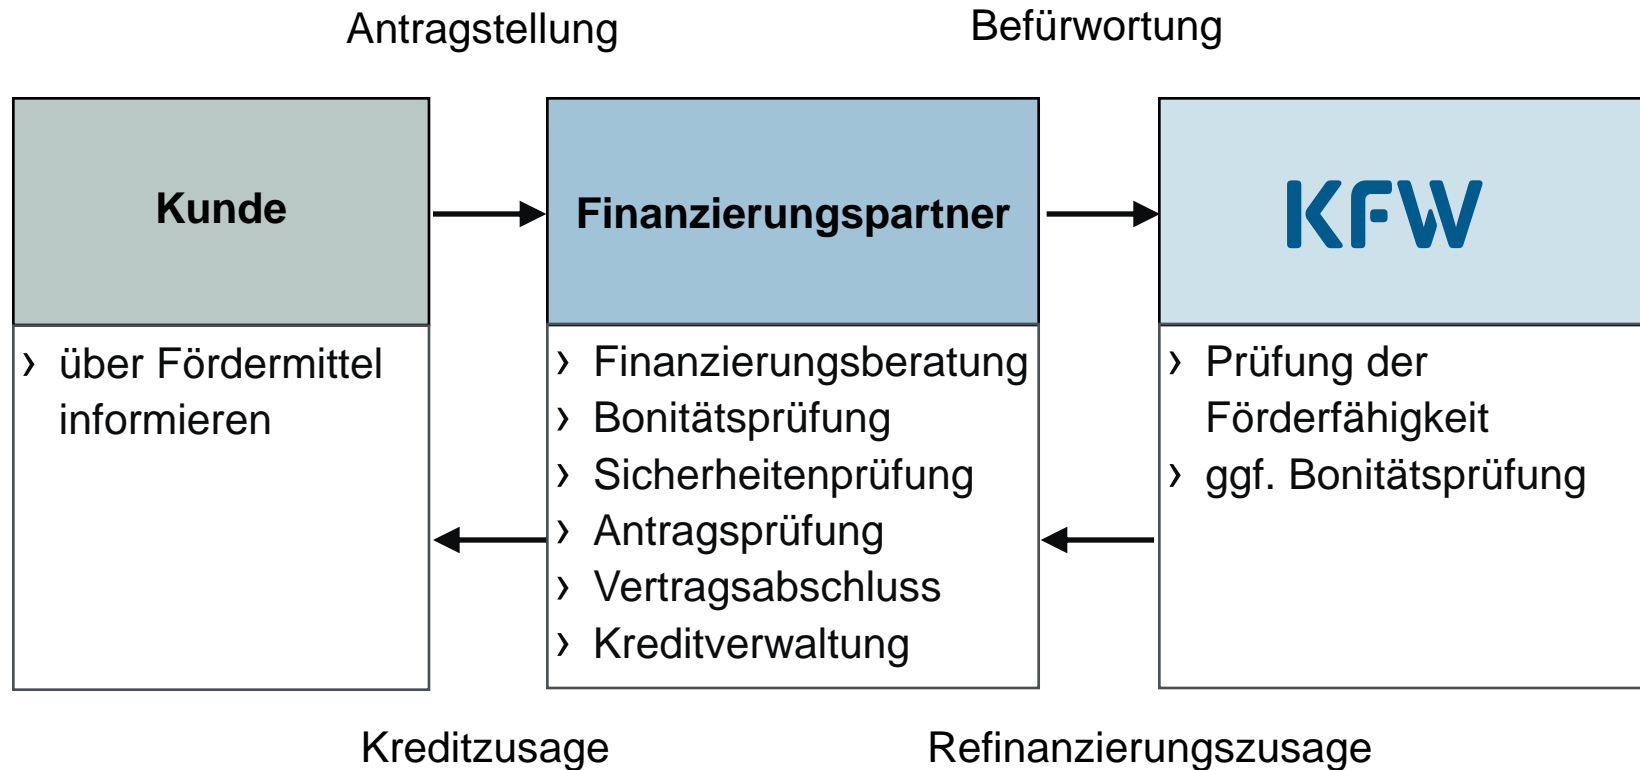 Antragstellung
Befürwortung
Kunde
Finanzierungspartner
KFW
› über Fördermittel
informieren
› Finanzierungsberatung
› Bonitätsprüfung
› Sicherheitenprüfung
› Antragsprüfung
› Vertragsabschluss
› Kreditverwaltung
› Prüfung der
Förderfähigkeit
› ggf. Bonitätsprüfung
Kreditzusage
Refinanzierungszusage